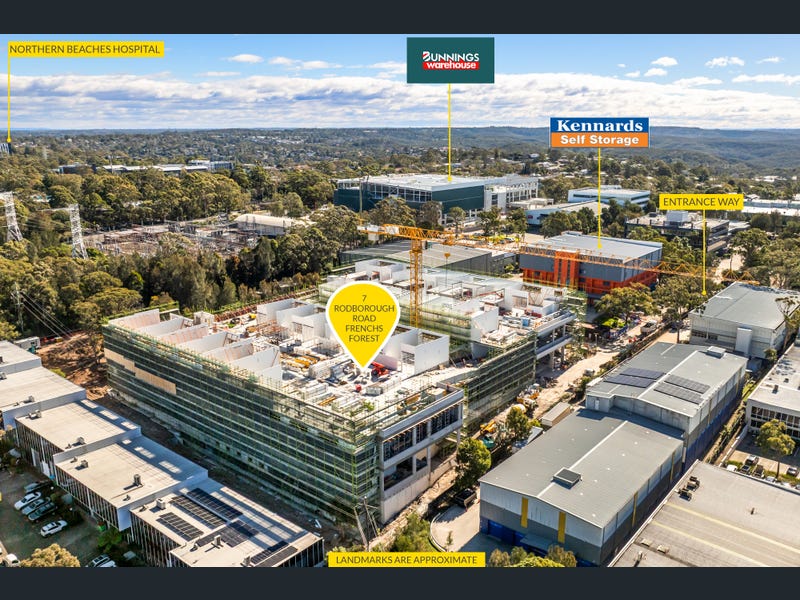 NORTHERN BEACHES HOSPITAL
BUNNINGS
warehouse
Kennards
Self Storage
ENTRANCE WAY
7
RODBOROUGH
ROAD
FRENCHS
FOREST
LANDMARKS ARE APPROXIMATE